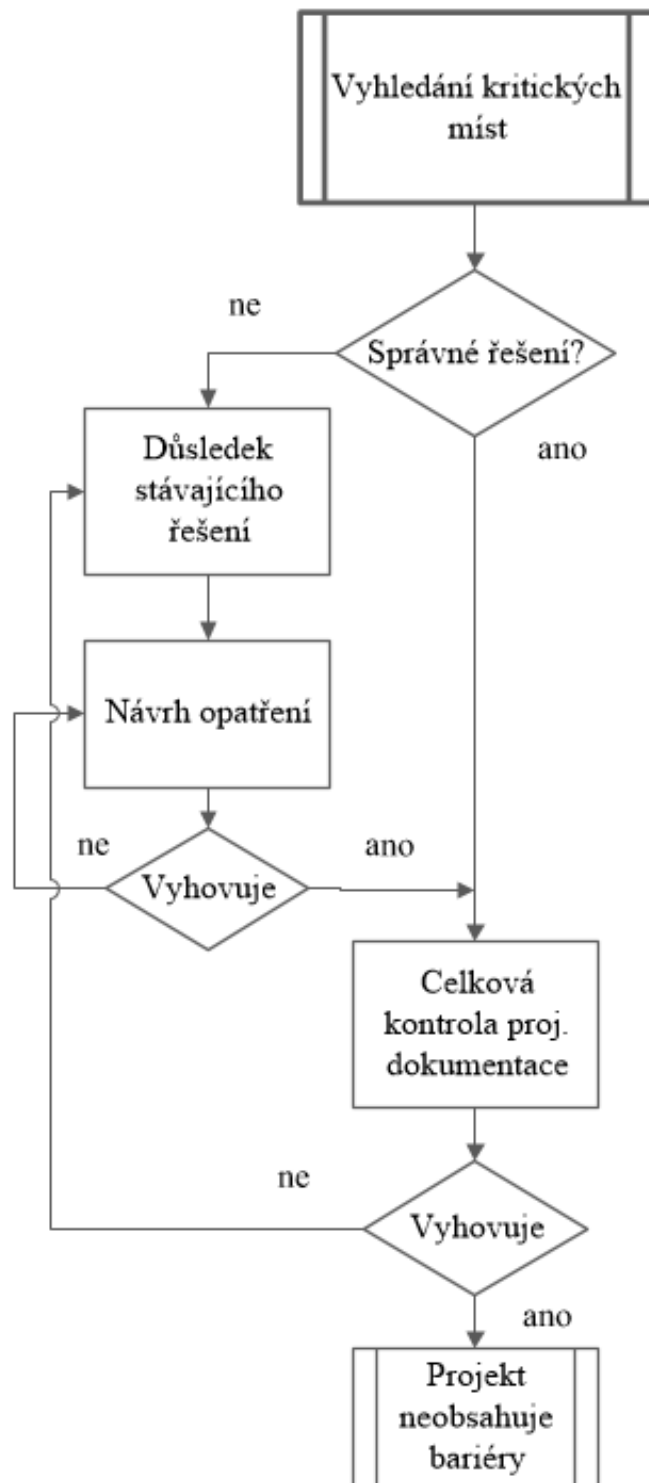 Vyhledání kritických
míst
ne
Správné řešení?
ano
Důsledek
stávajícího
řešení
Návrh opatření
ne
ano
Vyhovuje
Celková
kontrola proj.
dokumentace
ne
Vyhovuje
ano
Projekt
neobsahuje
bariéry